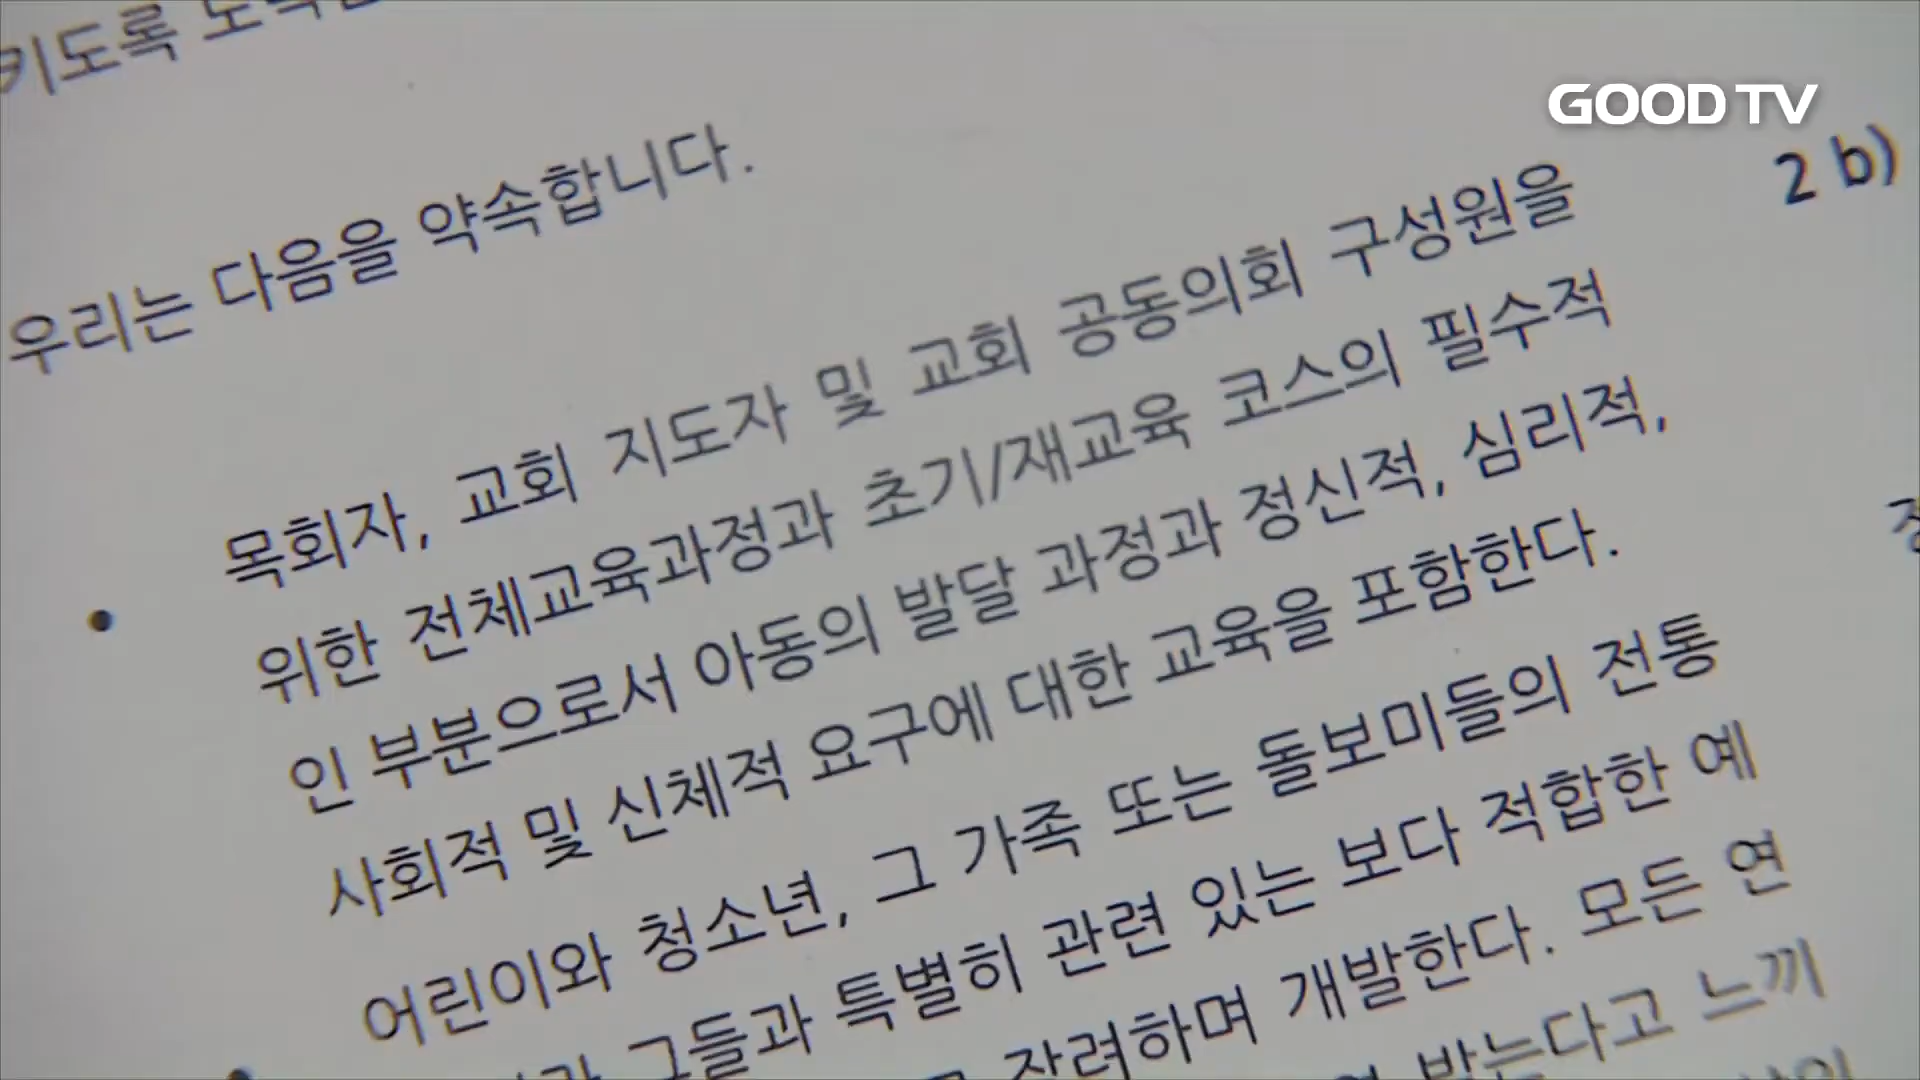 키도록
GOOD TV
우리는 다음을 약속합니다.
2 b)
목회자, 교회 지도자 및 교회 공동의회 구성원을
위한 전체교육과정과 초기/재교육 코스의 필수적
인 부분으로서 아동의 발달 과정과 정신적, 심리적,
사회적 및 신체적 요구에 대한 교육을 포함한다.
어린이와 청소년, 그 가족 또는 돌보미들의 전통
그들과 특별히 관련 있는 보다 적합한 예
장려하며 개발한다. 모든 연
받는다고 느끼